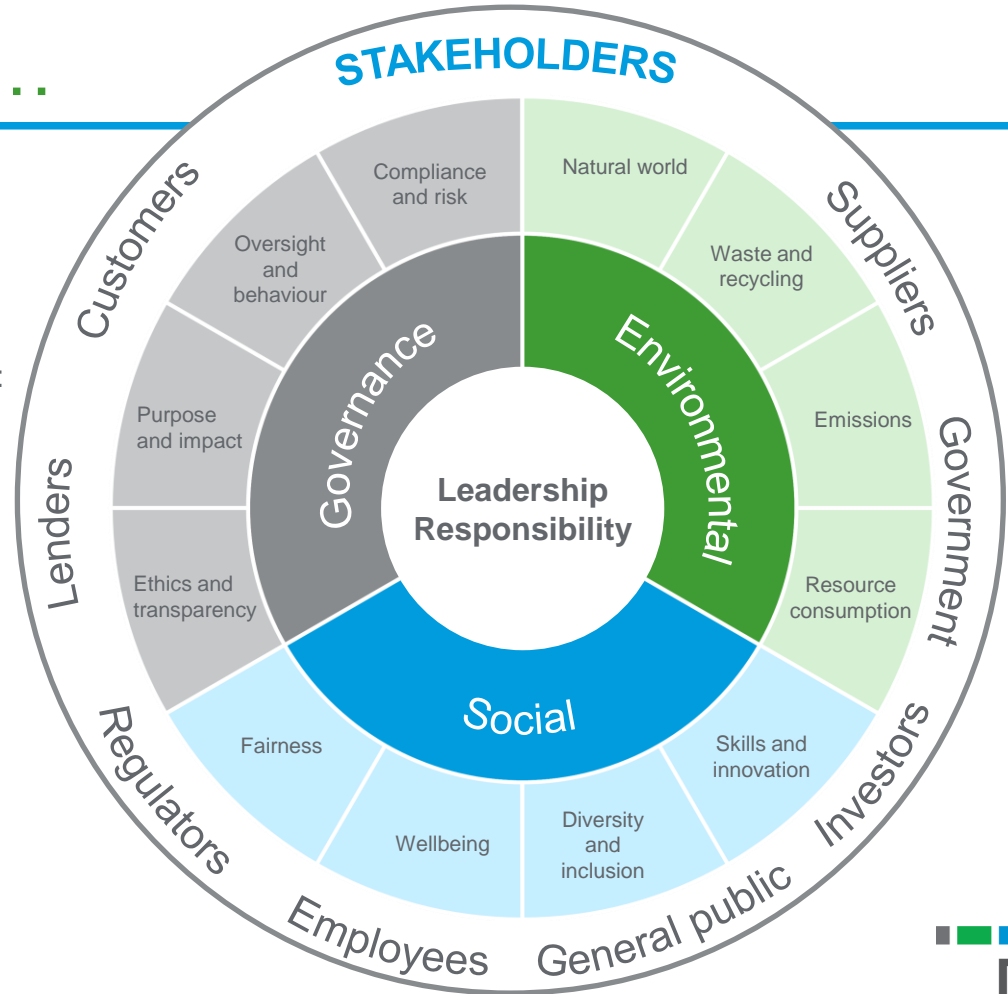 STAKEHOLDERS
Natural world
Waste and
recycling
Emissions
Resource
consumption
Skills and
innovation
Diversity
and
inclusion
Wellbeing
Fairness
Ethics and
transparency
Purpose
and impact
Oversight
and
behaviour
Compliance
and risk
Environmental
Social
Governance
Leadership
Responsibility
Suppliers
Government
Investors
General public
Employees
Regulators
Lenders
Customers